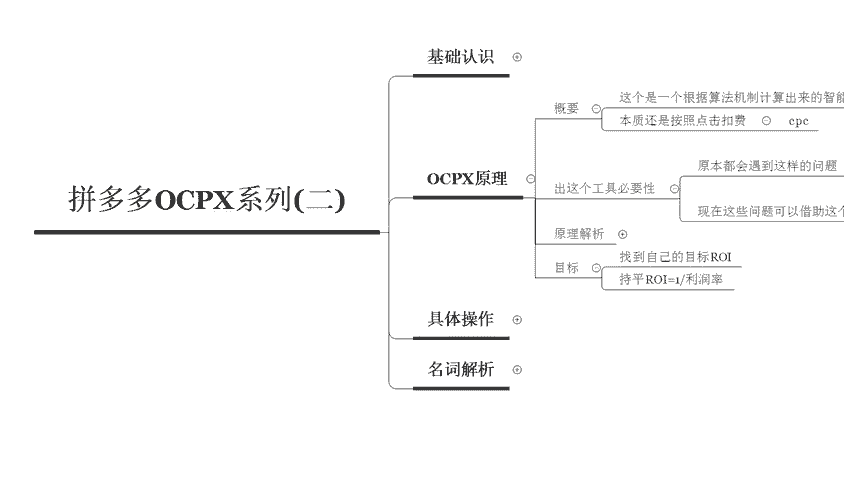 拼多多OCPX系列(二)
基础认识
OCPX原理
概要
这个是一个根据算法机制计算出来的智能
本质还是按照点击扣费
cpc
出这个工具必要性
原本都会遇到这样的问题
现在这些问题可以借助这个
原理解析
目标
找到自己的目标ROI
持平ROI=1/利润率
具体操作
名词解析